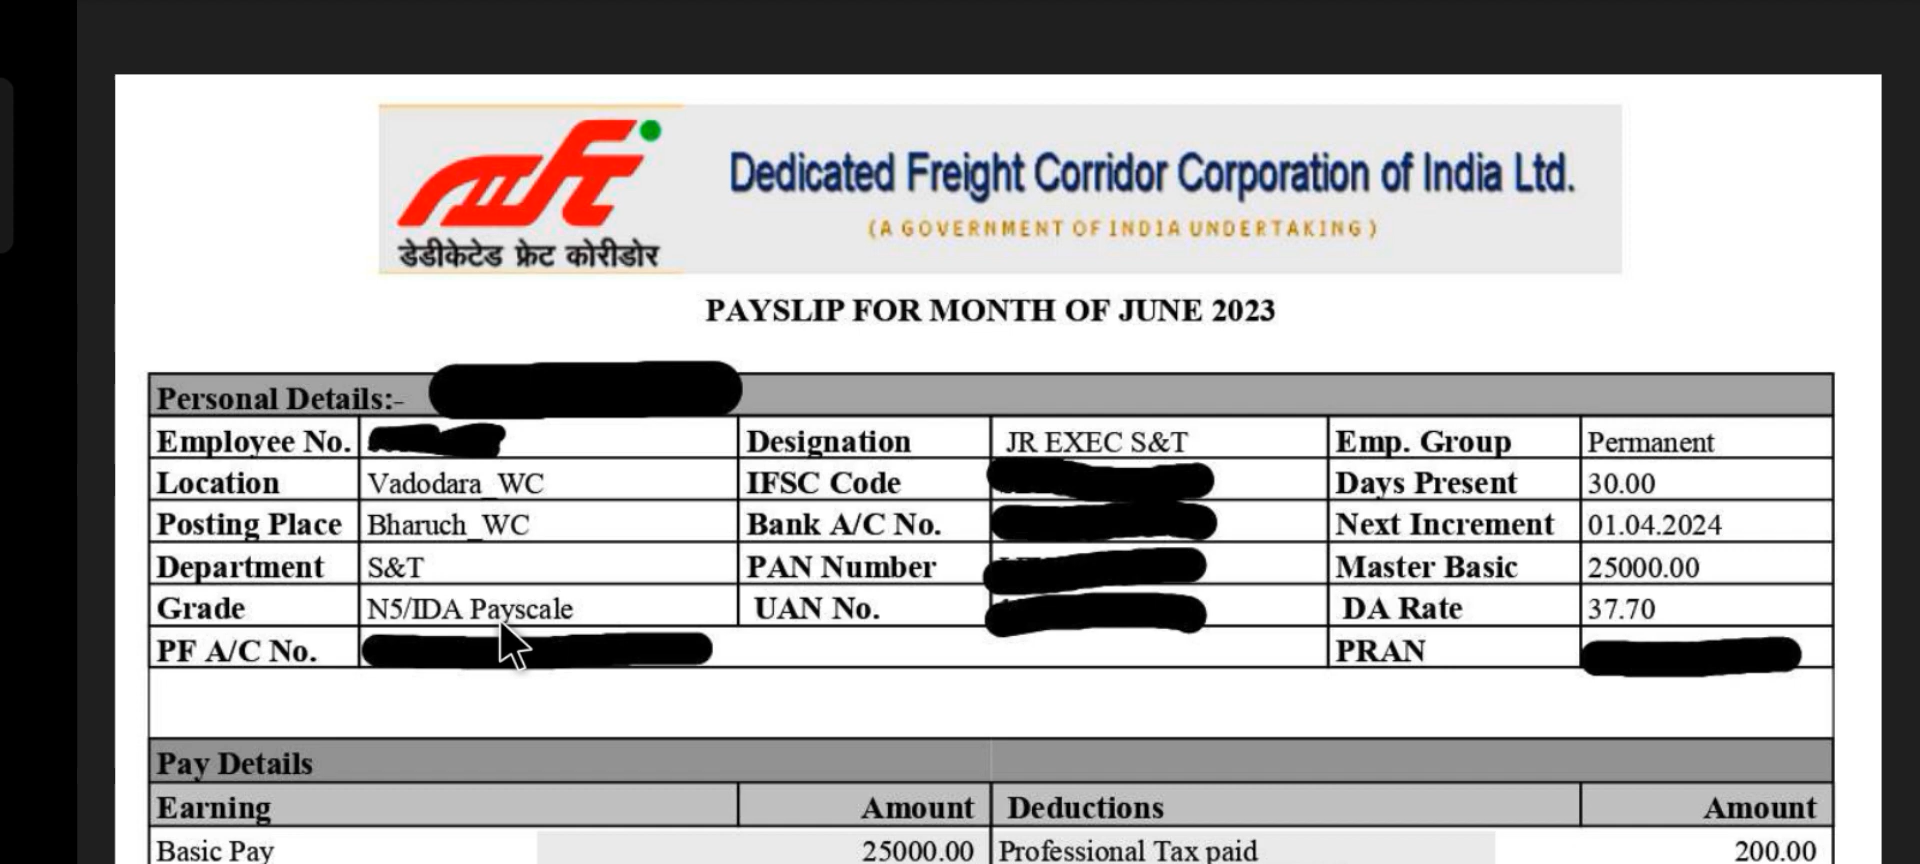 डेडीकेटेड फ्रेट कोरीडोर
Dedicated Freight Corridor Corporation of India Ltd.
(A GOVERNMENT OF INDIA UNDERTAKING)
PAYSLIP FOR MONTH OF JUNE 2023
Personal Details:-
Employee No. Designation JR EXEC S&T Emp. Group Permanent
Location Vadodara_WC IFSC Code Days Present 30.00
Posting Place Bharuch_WC Bank A/C No. Next Increment 01.04.2024
Department S&T PAN Number Master Basic 25000.00
Grade N5/IDA Payscale UAN No. DA Rate 37.70
PF A/C No. PRAN
Pay Details
Earning Amount Deductions Amount
Basic Pay 25000.00 Professional Tax paid 200.00